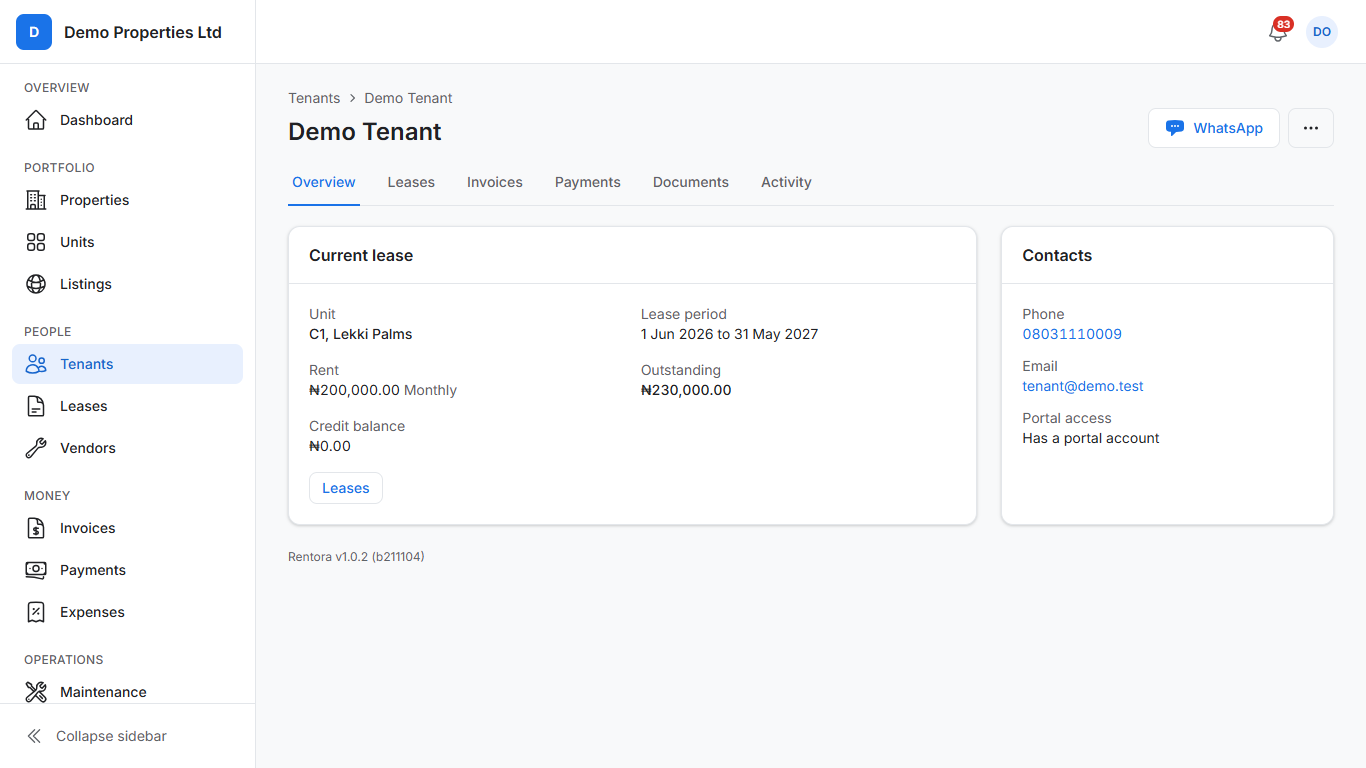 D Demo Properties Ltd
83
DO
OVERVIEW
Dashboard
PORTFOLIO
Properties
Units
Listings
PEOPLE
Tenants
Leases
Vendors
MONEY
Invoices
Payments
Expenses
OPERATIONS
Maintenance
Collapse sidebar
Tenants > Demo Tenant
Demo Tenant
WhatsApp
Overview Leases Invoices Payments Documents Activity
Current lease
Unit
C1, Lekki Palms
Lease period
1 Jun 2026 to 31 May 2027
Rent
₦200,000.00 Monthly
Outstanding
₦230,000.00
Credit balance
₦0.00
Leases
Contacts
Phone
08031110009
Email
tenant@demo.test
Portal access
Has a portal account
Rentora v1.0.2 (b211104)